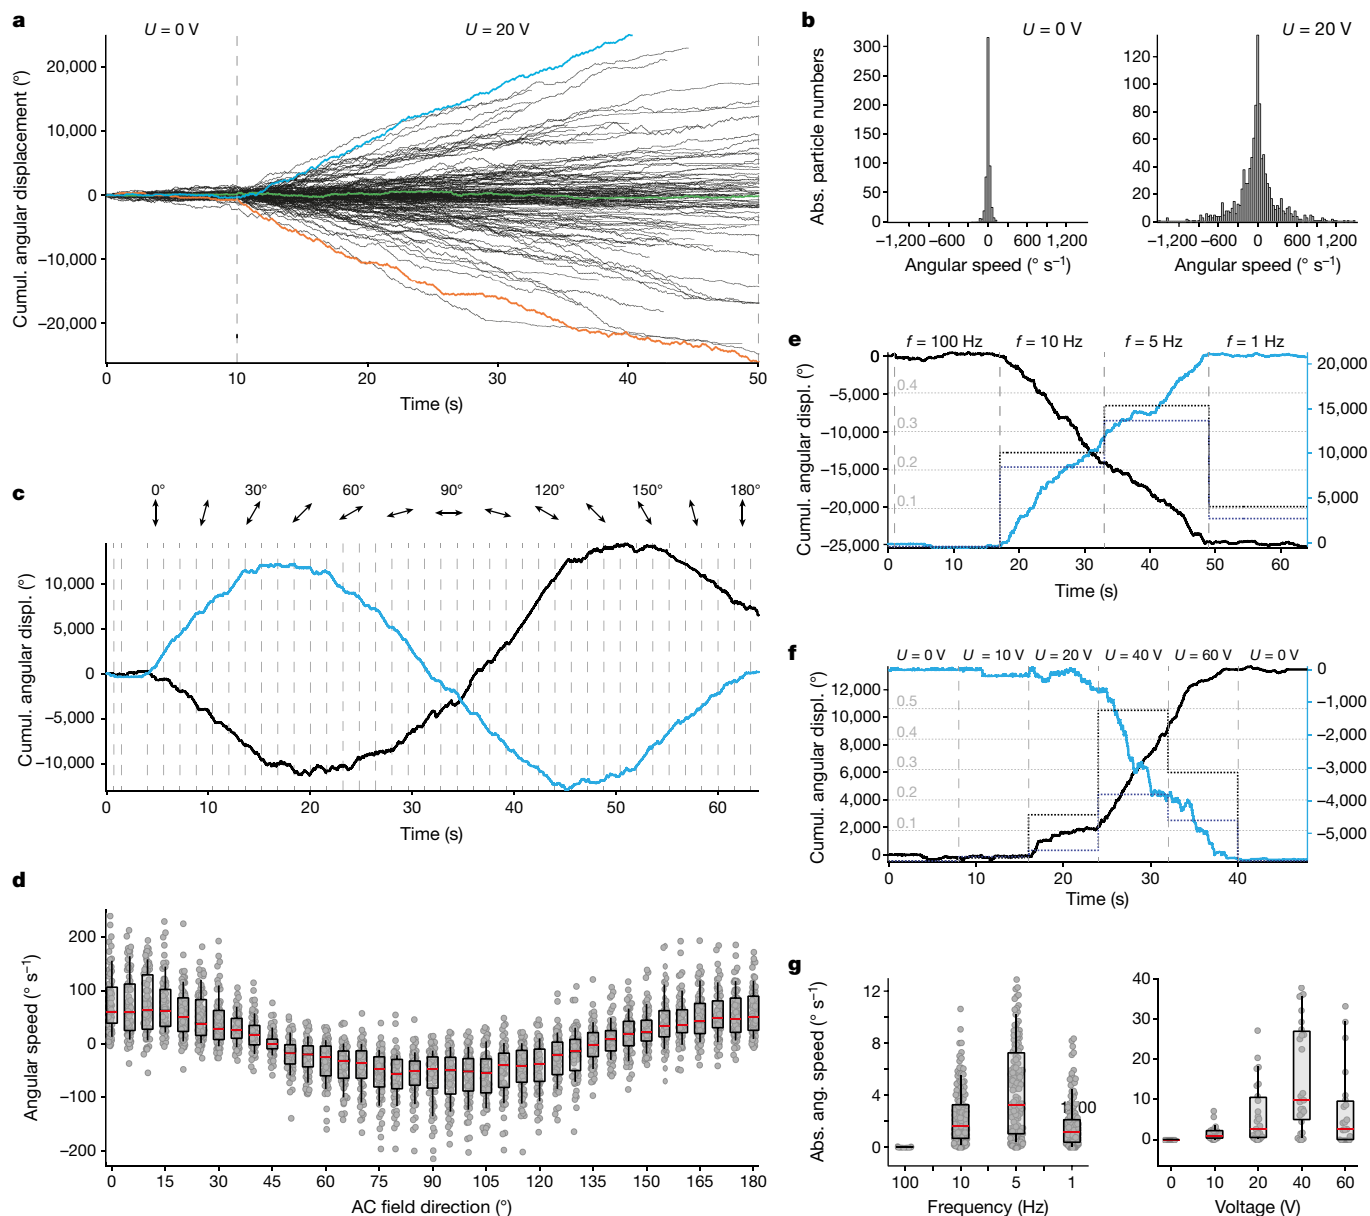 a
U = 0 V
U = 20 V
Cumul. angular displacement (°)
20,000
10,000
0
−10,000
−20,000
0 10 20 30 40 50
Time (s)
b
U = 0 V
U = 20 V
Abs. particle numbers
300
250
200
150
100
50
0
−1,200 −600 0 600 1,200
Angular speed (° s−1)
120
100
80
60
40
20
0
−600 0 600 1,200
Angular speed (° s−1)
c
0° 30° 60° 90° 120° 150° 180°
Cumul. angular displ. (°)
10,000
5,000
0
−5,000
−10,000
0 10 20 30 40 50 60
Time (s)
d
Angular speed (° s−1)
200
100
0
−100
−200
0 15 30 45 60 75 90 105 120 135 150 165 180
AC field direction (°)
e
f = 100 Hz f = 10 Hz f = 5 Hz f = 1 Hz
Cumul. angular displ. (°)
0
−5,000
−10,000
−15,000
−20,000
−25,000
0.4
0.3
0.2
0.1
20,000
15,000
10,000
5,000
0
0 10 20 30 40 50 60
Time (s)
f
U = 0 V U = 10 V U = 20 V U = 40 V U = 60 V U = 0 V
Cumul. angular displ. (°)
12,000
10,000
8,000
6,000
4,000
2,000
0
0.5
0.4
0.3
0.2
0.1
0
−1,000
−2,000
−3,000
−4,000
−5,000
0 10 20 30 40
Time (s)
g
Abs. ang. speed (° s−1)
12
8
4
0
100 10 5 1
Frequency (Hz)
40
30
20
10
0
0 10 20 40 60
Voltage (V)